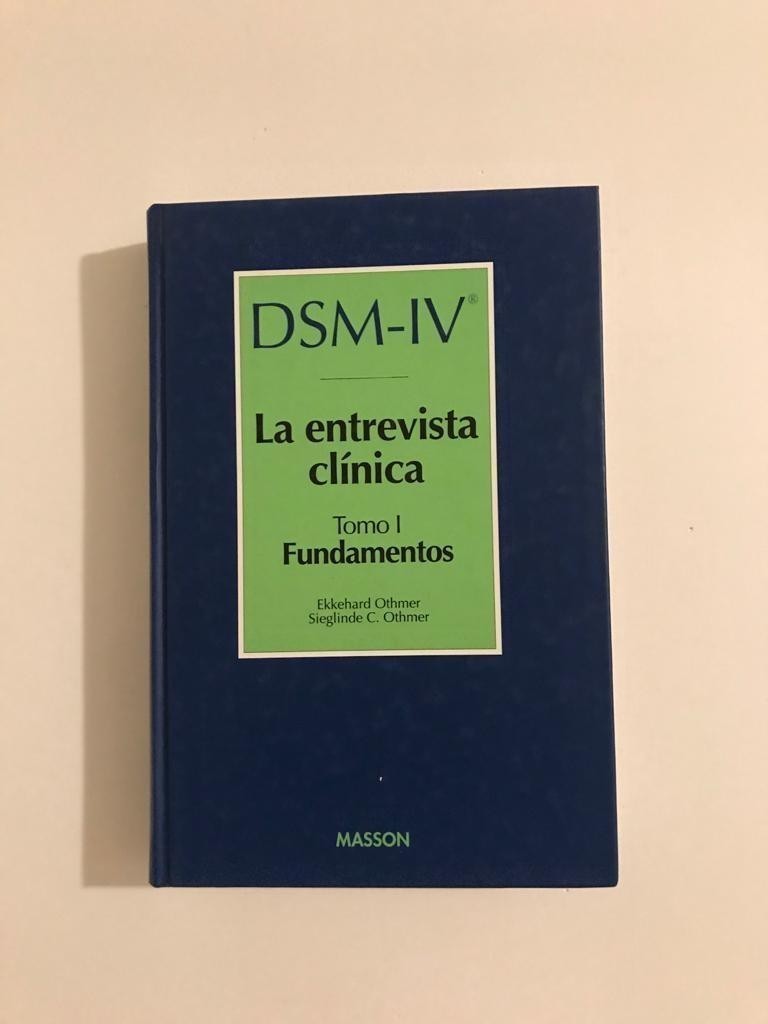 DSM-IV®
La entrevista
clínica
Tomo I
Fundamentos
Ekkehard Othmer
Sieglinde C. Othmer
MASSON